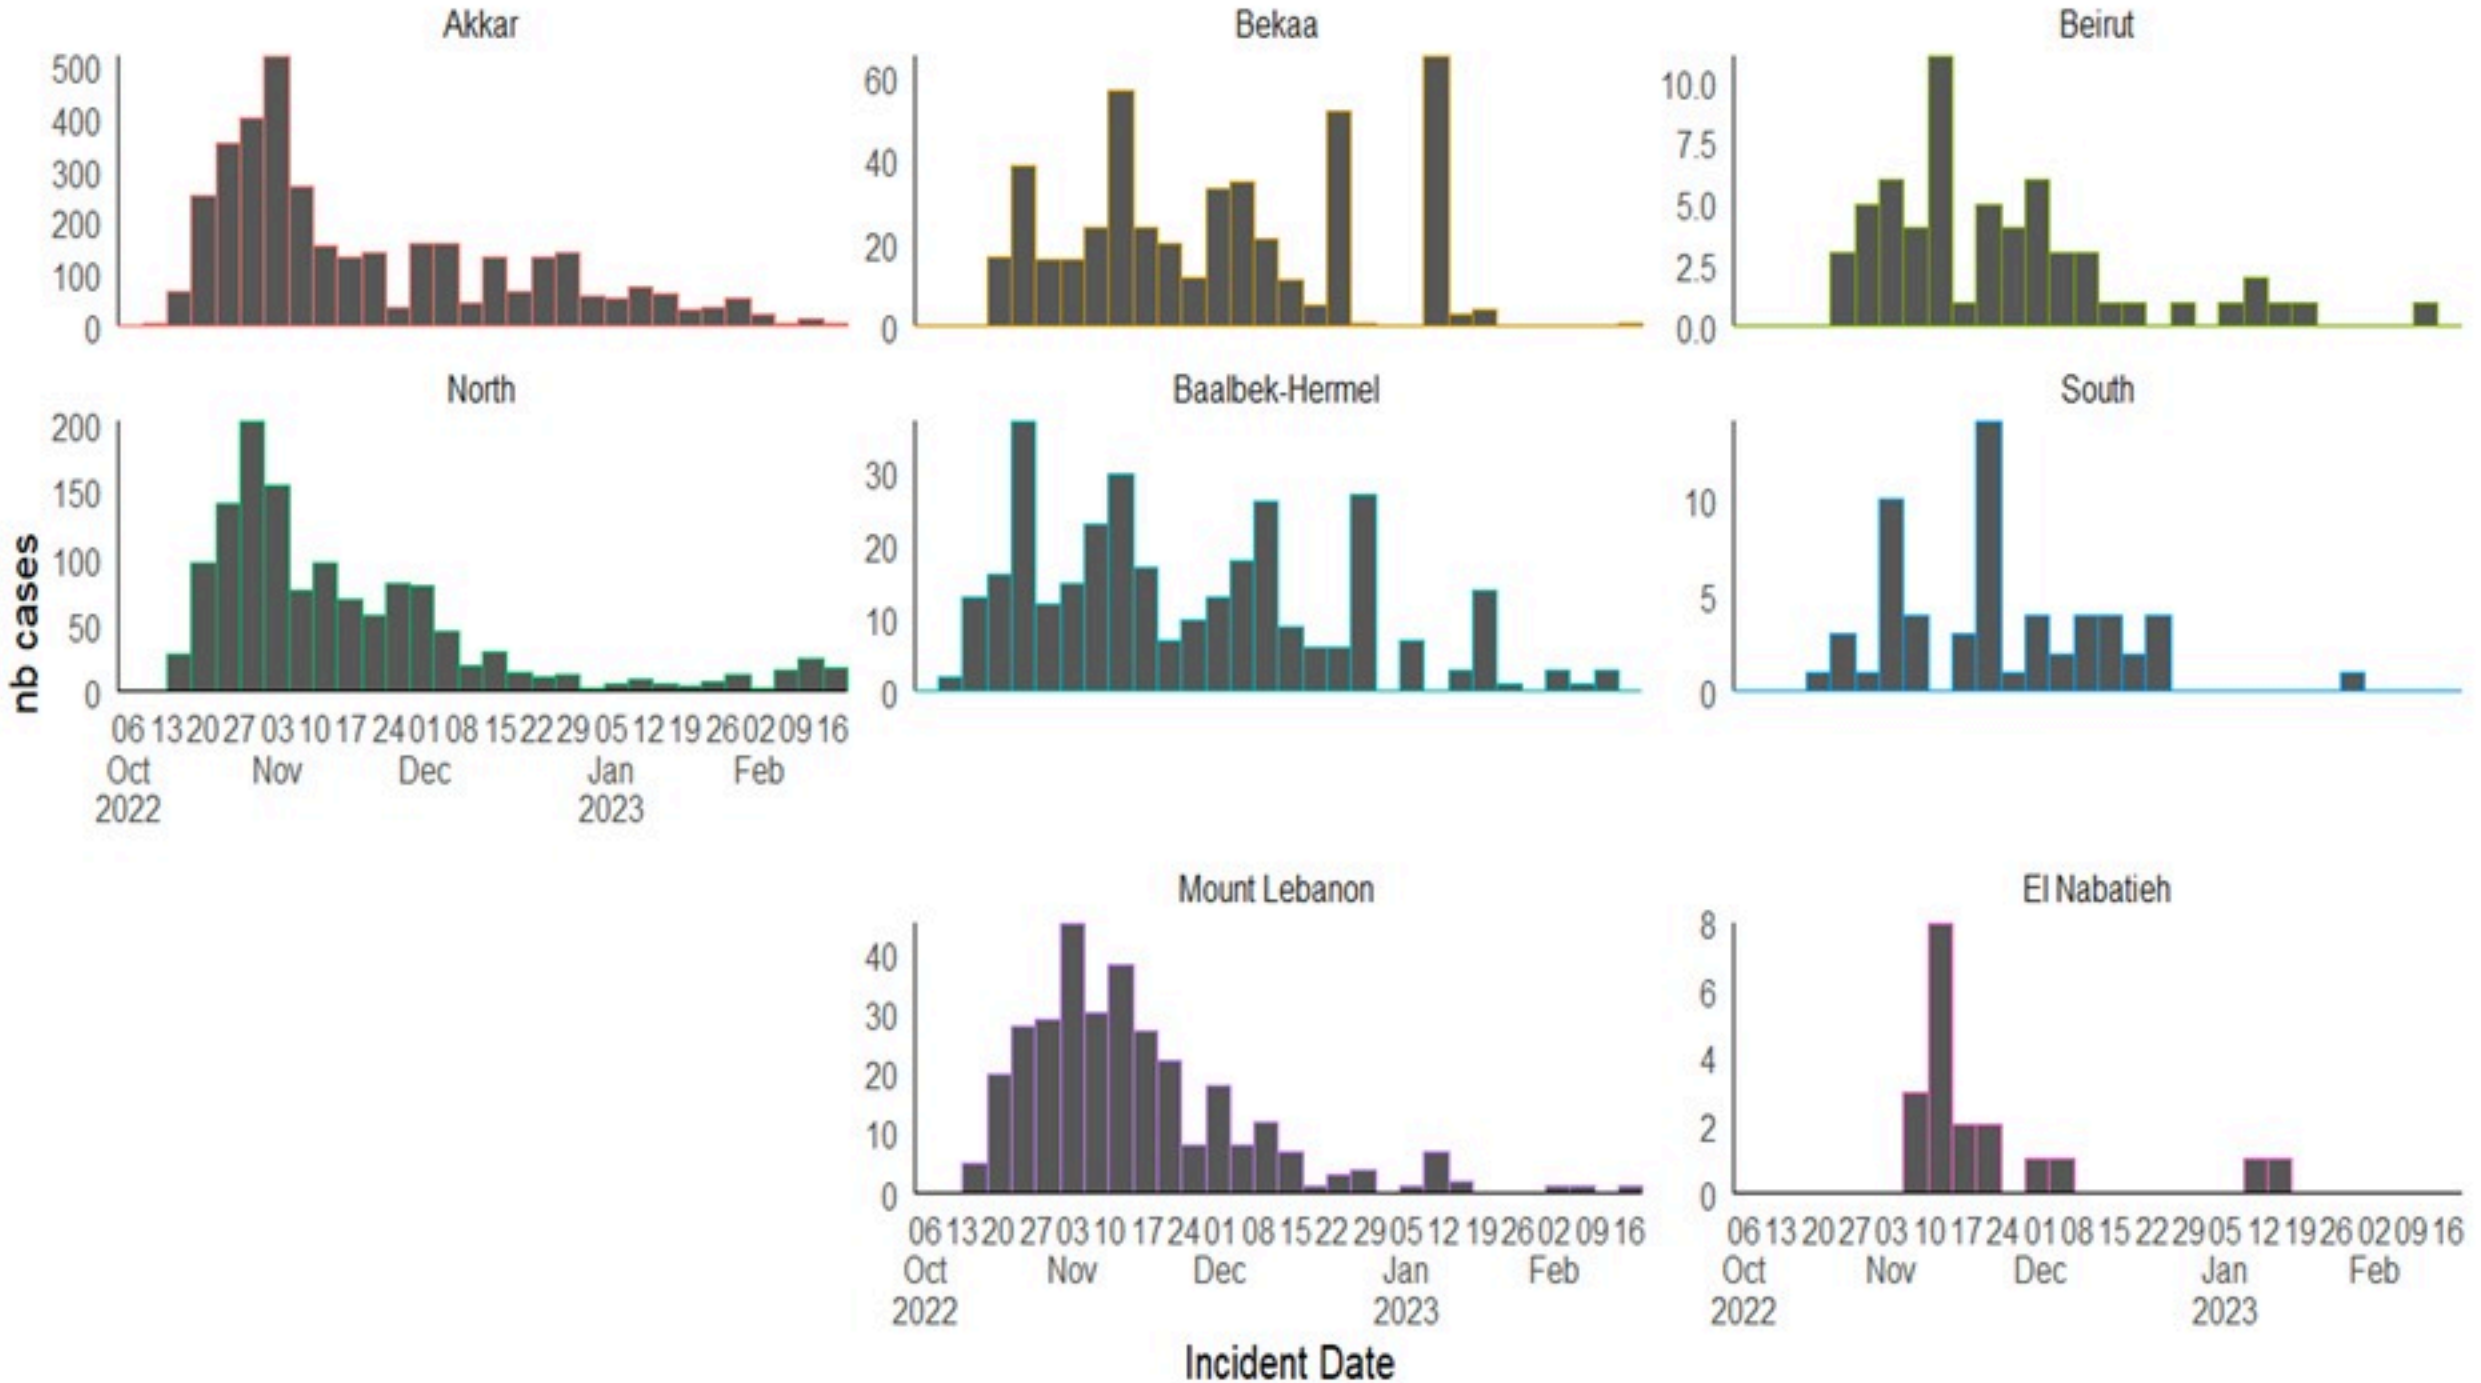 Akkar
Bekaa
Beirut
500
400
300
200
100
0
60
40
20
0
10.0
7.5
5.0
2.5
0.0
North
Baalbek-Hermel
South
200
150
100
50
0
30
20
10
0
10
5
0
nb cases
06 13 20 27 03 10 17 24 01 08 15 22 29 05 12 19 26 02 09 16
Oct Nov Dec Jan Feb
2022 2023
Mount Lebanon
El Nabatieh
40
30
20
10
0
8
6
4
2
0
06 13 20 27 03 10 17 24 01 08 15 22 29 05 12 19 26 02 09 16
Oct Nov Dec Jan Feb
2022 2023
06 13 20 27 03 10 17 24 01 08 15 22 29 05 12 19 26 02 09 16
Oct Nov Dec Jan Feb
2022 2023
Incident Date